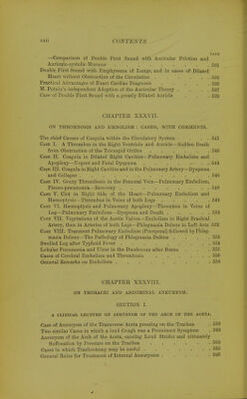 xxii CONTENTS
PAGE
—Comparison of Double First Sound with Auricular Friction and
Auriculo-systolic Murmur 525
Double First Sound with Emphysema of Lungs, and in cases of Dilated
Heart without Obstruction of the Circulation
Practical Advantages of Exact Cardiac Diagnosis
M. Potain's independent Adoption of the Auricular Theory
Case of Double First Sound with a greatly Dilated Auricle
CHAPTER XXXVII.
ON THROMBOSIS AND EMBOLISM: CASES, WITH COMMENTS.
The chief Causes of Coagula within the Circulatory System
Case I. A Thrombus in the Right Ventricle and Auricle—Sudden Death
from Obstruction of the Tricuspid Orifice
Case II. Coagula in Dilated Right Cavities—Pulmonary Embolism and
Apoplexy—Urgent and Fatal Dyspnœa
Case III. Coagula in Right Cavities and in the Pulmonary Artery—Dyspnœa
and Collapse
Case IV. Gouty Thrombosis in the Femoral Vein—Pulmonary Embolism,
Pleuro-pneumonia—Recovery
Case V. Clot in Right Side of the Heart—Pulmonary Embolism and
Hæmoptysis—Thrombus in Veins of both Legs
Case VI. Hæmoptysis and Pulmonary Apoplexy—Thrombus in Veins of
Leg—Pulmonary Embolism—Dyspnœa and Death
Case VII. Vegetations of the Aortic Valves—Embolism in Right Brachial
Artery, then in Arteries of both Legs—Phlegmasia Dolens in Left Arm
Case VIII. Transient Pulmonary Embolism (Puerperal) followed by Phleg-
masia Dolens—The Pathology of Phlegmasia Dolens
Swelled Leg after Typhoid Fever
Lobular Pneumonia and Ulcer in the Duodenum after Burns
Cases of Cerebral Embolism and Thrombosis
General Remarks on Embolism
CHAPTER XXXVIII.
ON THORACIC AND ABDOMINAL ANEURYSM.
SECTION I.
A CLINICAL LECTURE ON ANEURYSM OF THE ARCH OF THE AORTA.
Case of Aneurysm of the Transverse Aorta pressing on the Trachea
Two similar Cases in which a loud Cough was a Prominent Symptom
Aneurysm of the Arch of the Aorta, causing Loud Stridor and ultimately
Suffocation by Pressure on the Trachea
Cases in which Tracheotomy may be useful
General Rules for Treatment of Internal Aneurysms